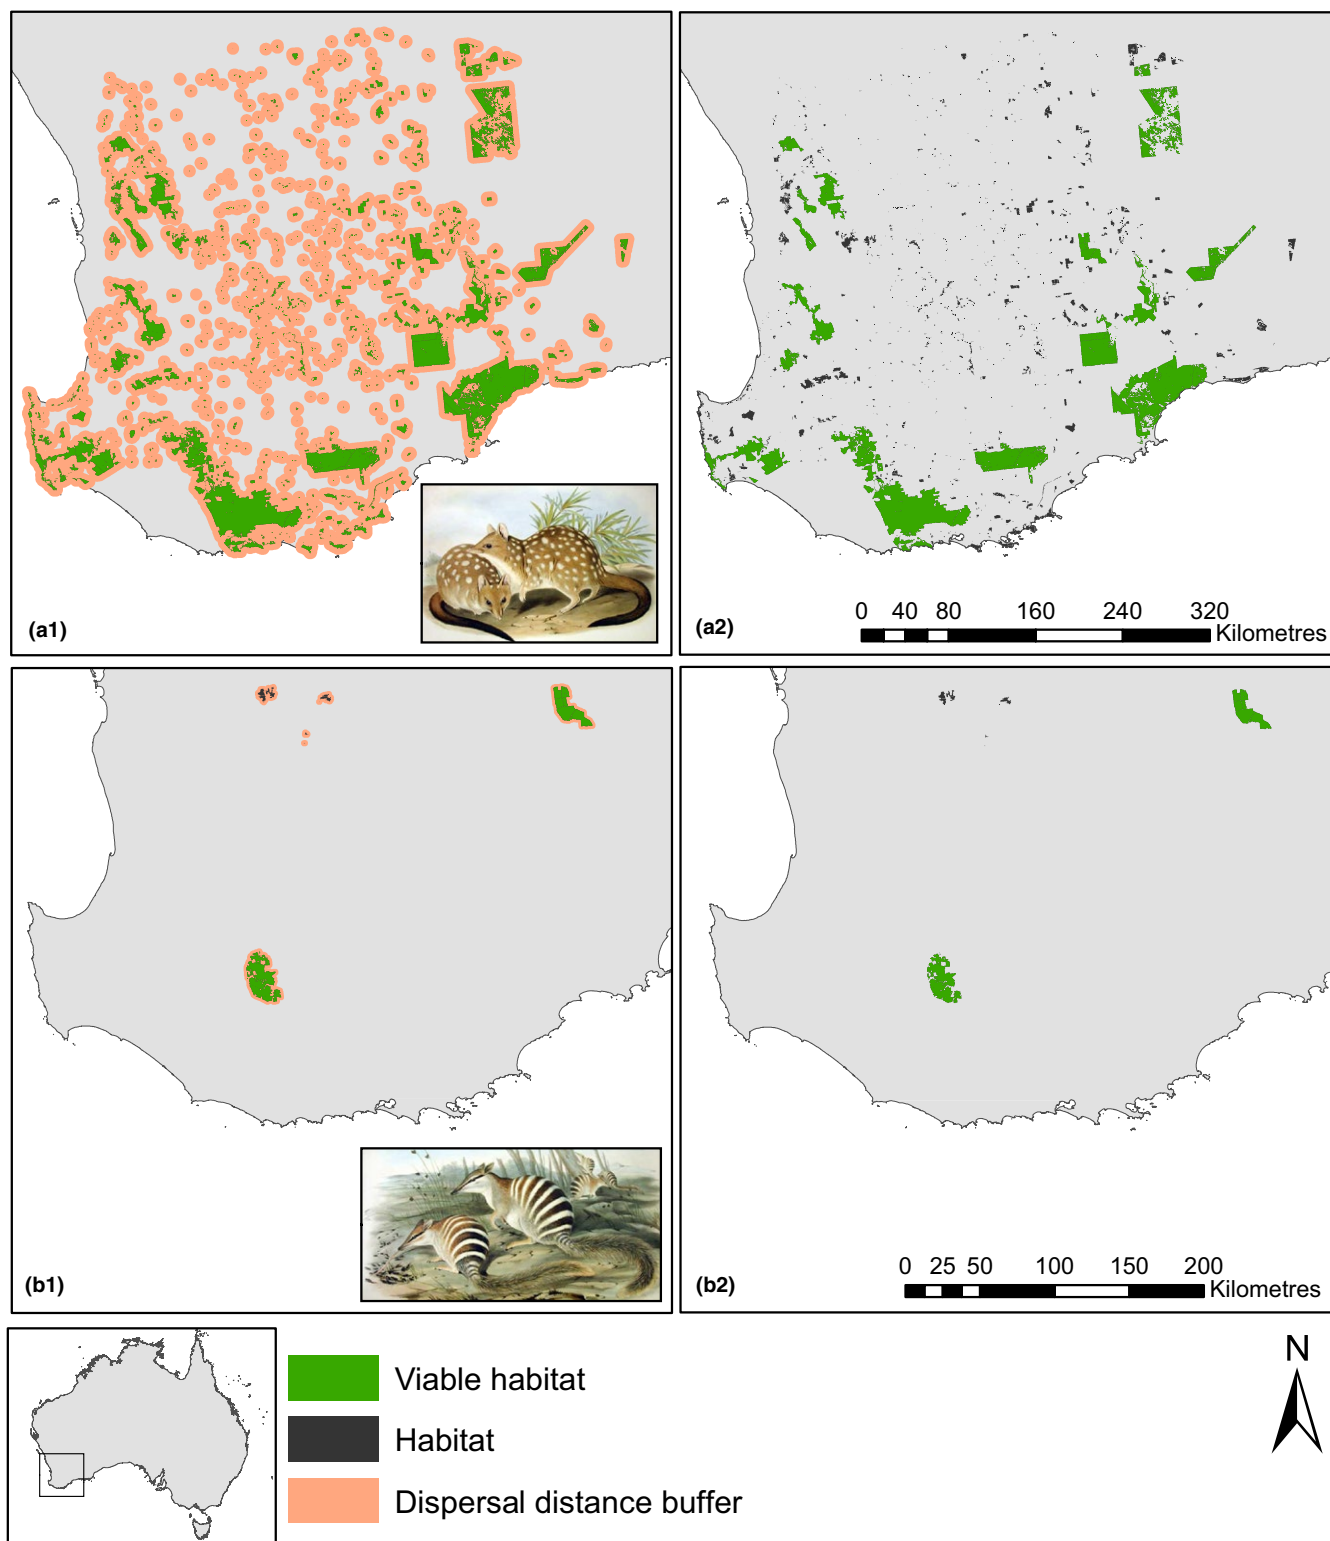 (a1)
(a2)
0 40 80 160 240 320
Kilometres
(b1)
(b2)
0 25 50 100 150 200
Kilometres
Viable habitat
Habitat
Dispersal distance buffer
N